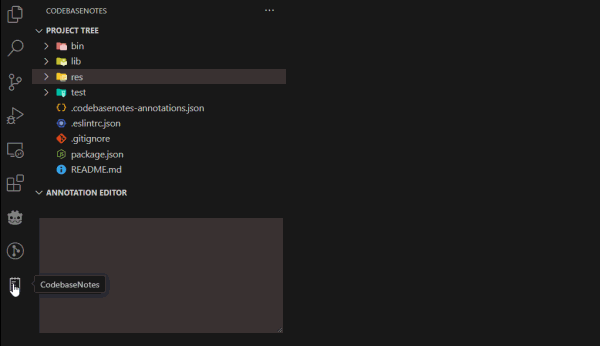 CODEBASENOTES
PROJECT TREE
bin
lib
res
test
.codebasenotes-annotations.json
.eslintrc.json
.gitignore
package.json
README.md
ANNOTATION EDITOR
CodebaseNotes